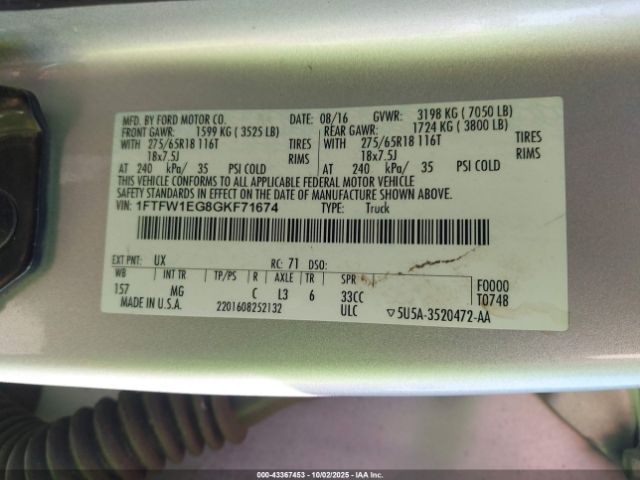 MFD. BY FORD MOTOR CO. DATE: 08/16 GVWR: 3198 KG ( 7050 LB)
FRONT GAWR: 1599 KG ( 3525 LB) REAR GAWR: 1724 KG ( 3800 LB)
WITH 275/65R18 116T TIRES WITH 275/65R18 116T TIRES
18x7.5J RIMS 18x7.5J RIMS
AT 240 kPa/ 35 PSI COLD AT 240 kPa/ 35 PSI COLD
THIS VEHICLE CONFORMS TO ALL APPLICABLE FEDERAL MOTOR VEHICLE
SAFETY STANDARDS IN EFFECT ON THE DATE OF MANUFACTURE SHOWN ABOVE.
VIN: 1FTFW1EG8GKF71674 TYPE: Truck
EXT PNT: UX RC: 71 DSO:
WB INT TR TP/PS R AXLE TR SPR F0000
157 MG C L3 6 33CC T0748
MADE IN U.S.A. 2201608252132 ULC ▽5U5A-3520472-AA
220 - 43367453 - 10/02/2025 - IAA, Inc.